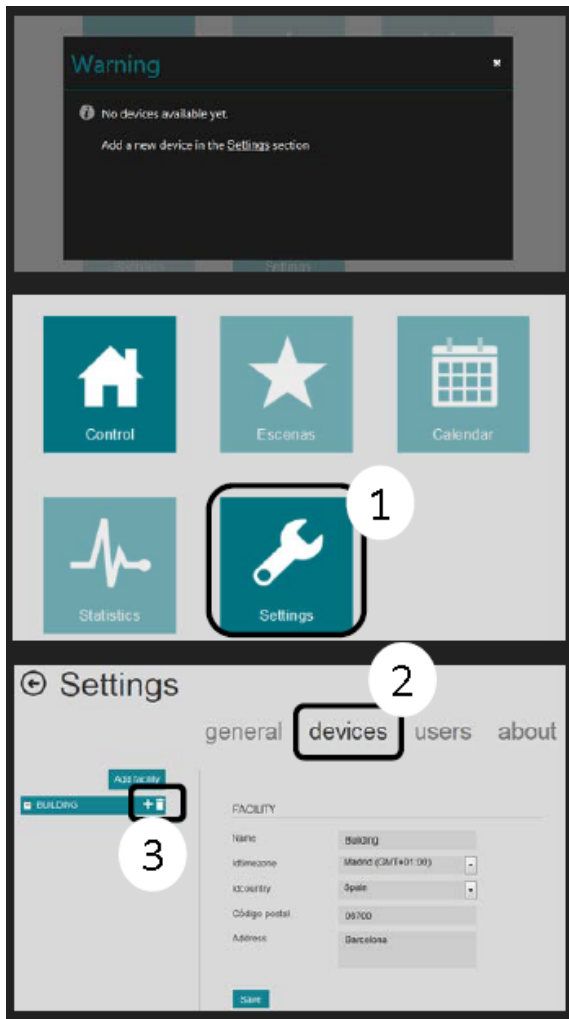 Warning
No devices available yet.
Add a new device in the Settings section
Settings
Control
Escenas
Calendar
1
Statistics
Settings
2
Settings
general devices users about
Add facility
BUILDING
3
FACILITY
Name Building
Idtimezone Madrid (GMT+01:00)
Idcountry Spain
Código postal 08700
Address Barcelona
Save